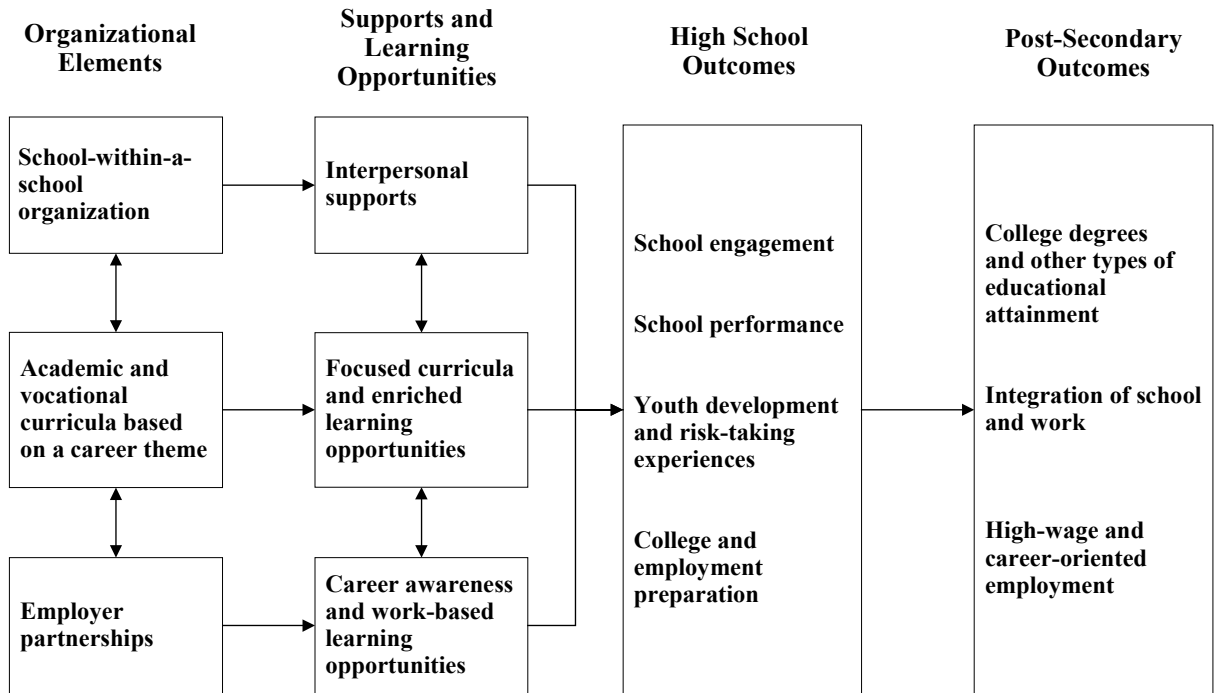 Organizational
Elements
Supports and
Learning
Opportunities
High School
Outcomes
Post-Secondary
Outcomes
School-within-a-
school
organization
Interpersonal
supports
Academic and
vocational
curricula based
on a career theme
Focused curricula
and enriched
learning
opportunities
Employer
partnerships
Career awareness
and work-based
learning
opportunities
School engagement
School performance
Youth development
and risk-taking
experiences
College and
employment
preparation
College degrees
and other types of
educational
attainment
Integration of school
and work
High-wage and
career-oriented
employment